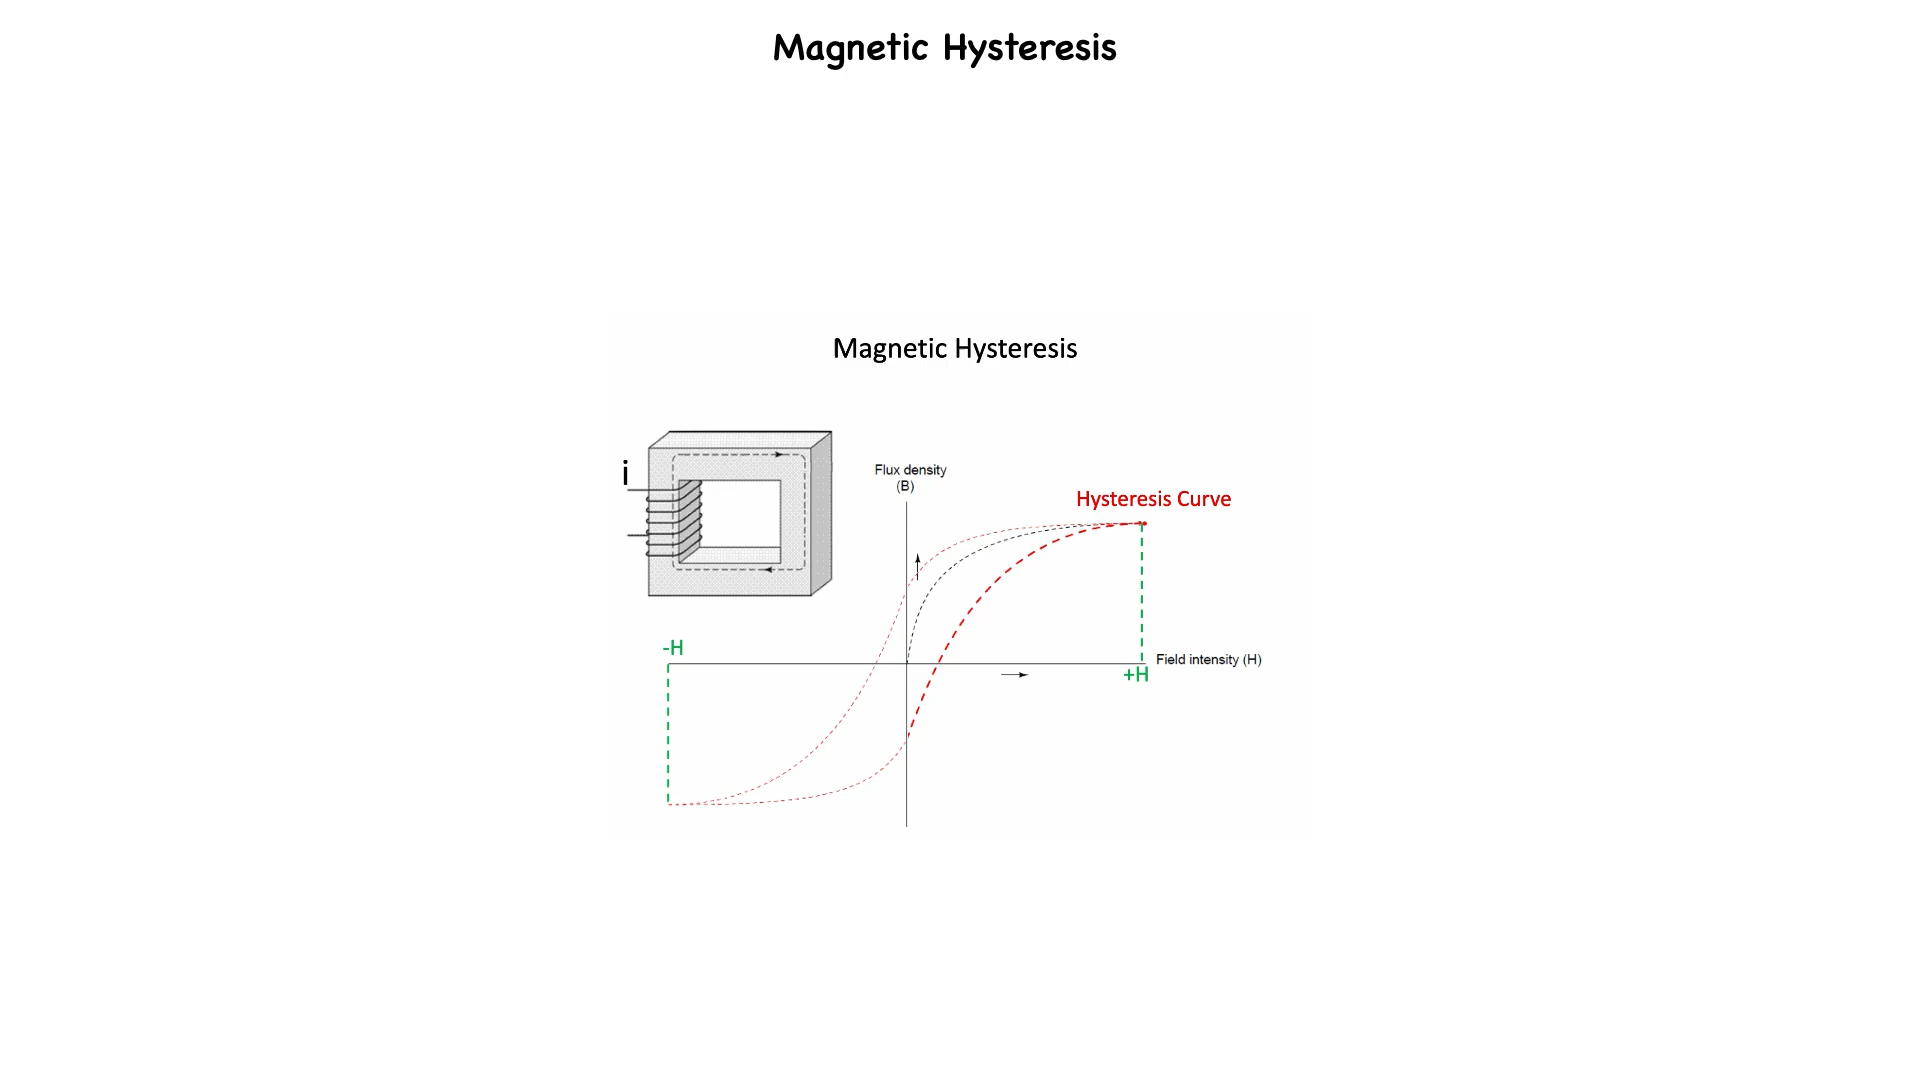 Magnetic Hysteresis
Magnetic Hysteresis
i
Flux density
(B)
Hysteresis Curve
-H
Field intensity (H)
+H